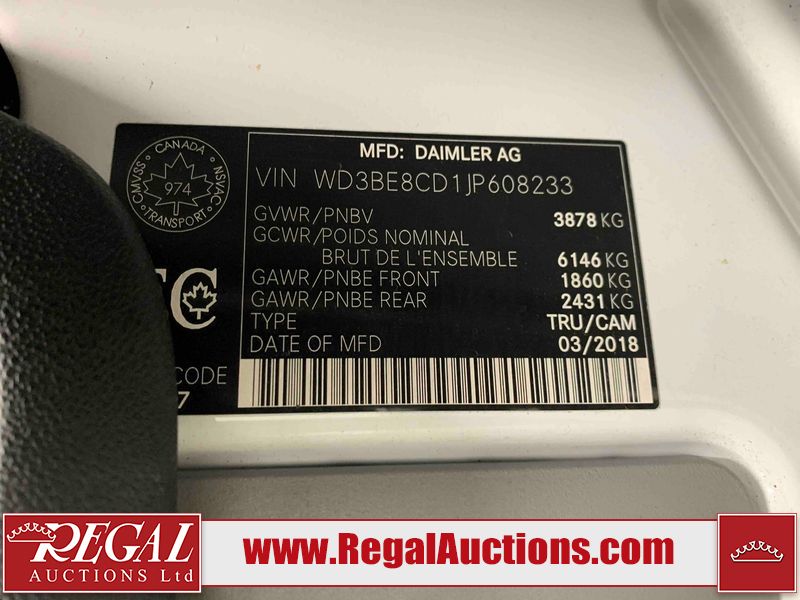 CANADA
CMVSS
NSVAC
974
TRANSPORT
MFD: DAIMLER AG
VIN WD3BE8CD1JP608233
GVWR/PNBV 3878 KG
GCWR/POIDS NOMINAL
BRUT DE L'ENSEMBLE 6146 KG
GAWR/PNBE FRONT 1860 KG
GAWR/PNBE REAR 2431 KG
TYPE TRU/CAM
DATE OF MFD 03/2018
CODE
7
REGAL
AUCTIONS Ltd
www.RegalAuctions.com